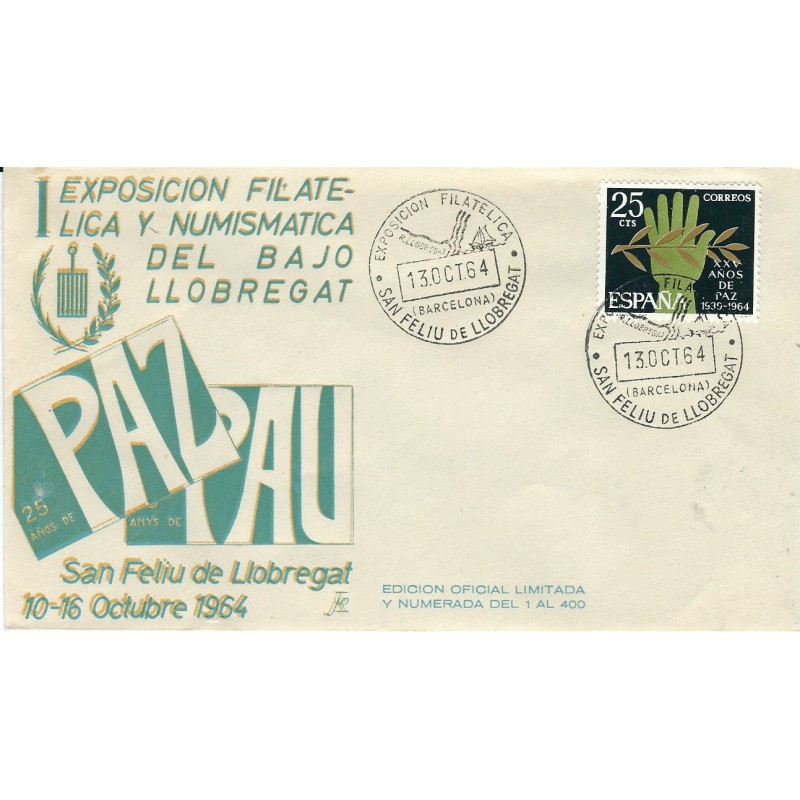 I EXPOSICION FILATE-
LICA Y NUMISMATICA
DEL BAJO
LLOBREGAT
PAZ
25
AÑOS DE
PAU
ANYS DE
San Feliu de Llobregat
10-16 Octubre 1964
EDICION OFICIAL LIMITADA
Y NUMERADA DEL 1 AL 400
EXPOSICION FILATELICA
R. LLOBREGAT
13.OCT.64
(BARCELONA)
SAN FELIU DE LLOBREGAT
25
CTS
CORREOS
XXV
AÑOS
DE
PAZ
ESPAÑA
1939-1964
FILA
R. LLOBREGAT
13.OCT.64
(BARCELONA)
SAN FELIU DE LLOBREGAT